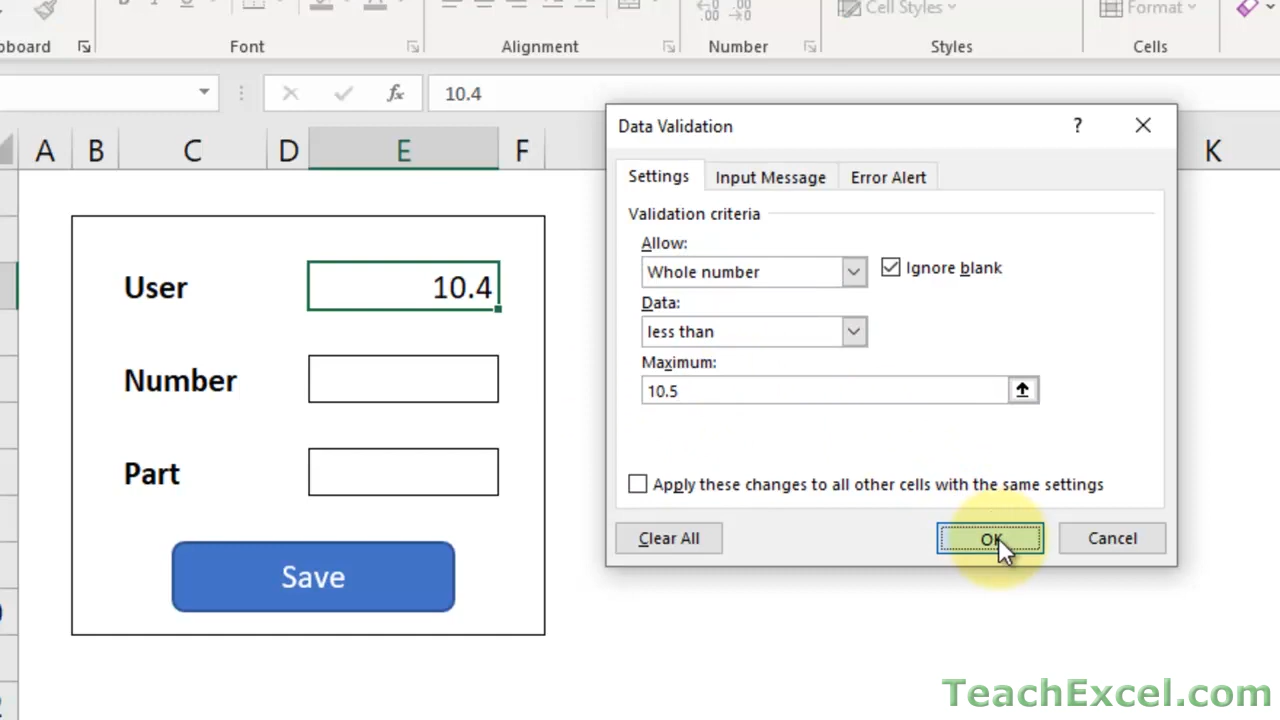 Cell Styles
Format
Font
Alignment
Number
Styles
Cells
fx
10.4
A
B
C
D
E
F
K
User
10.4
Number
Part
Save
Data Validation
?
Settings
Input Message
Error Alert
Validation criteria
Allow:
Whole number
Ignore blank
Data:
less than
Maximum:
10.5
Apply these changes to all other cells with the same settings
Clear All
OK
Cancel
TeachExcel.com